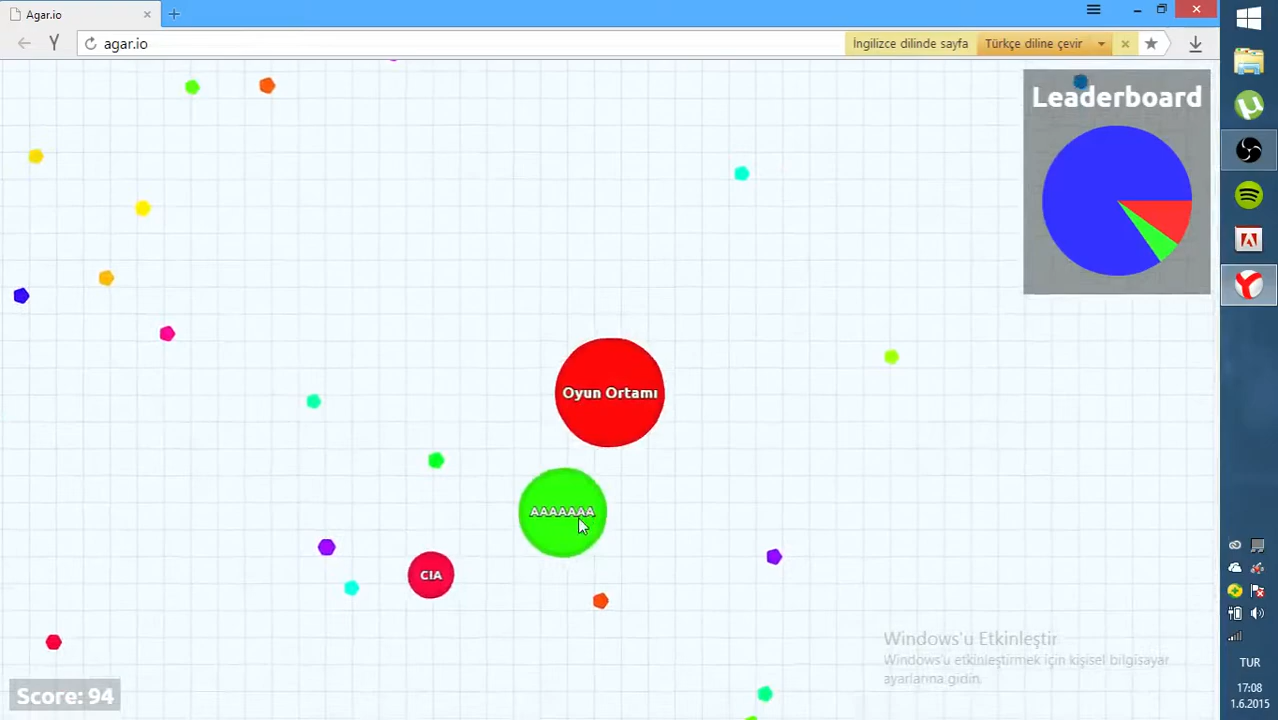 Agar.io
agar.io
İngilizce dilinde sayfa
Türkçe diline çevir
Leaderboard
Oyun Ortamı
AAAAAAA
CIA
Windows'u Etkinleştir
Windows'u etkinleştirmek için kişisel bilgisayar
ayarlarına gidin.
Score: 94
TUR
17:08
1.6.2015